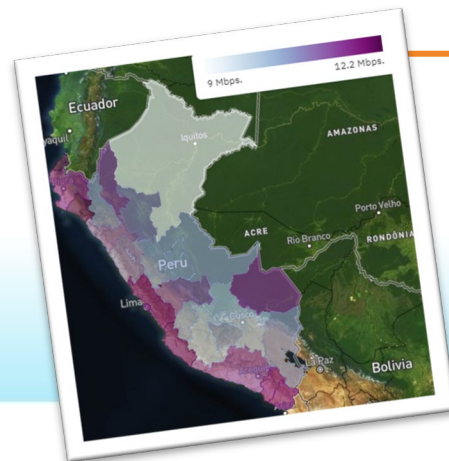 9 Mbps.
12.2 Mbps.
Ecuador
yaquil
Iquitos
AMAZONAS
Porto Velho
ACRE
Rio Branco
RONDÔNIA
Peru
Lima
Cusco
La Paz
Bolivia